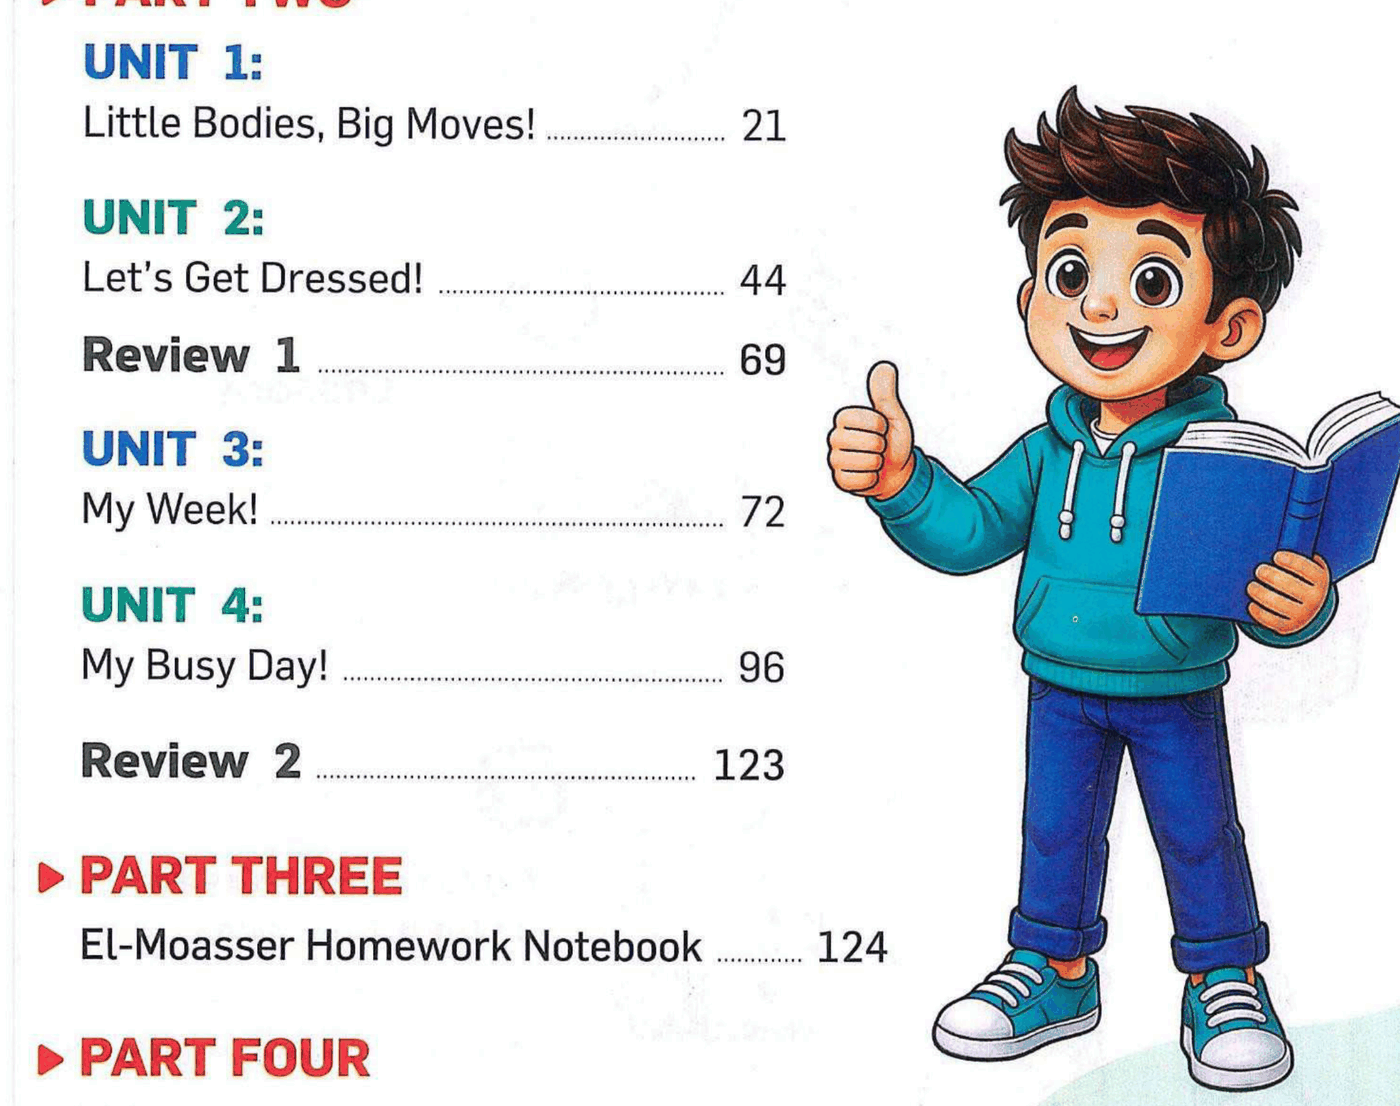 PART TWO
UNIT 1:
Little Bodies, Big Moves! 21
UNIT 2:
Let's Get Dressed! 44
Review 1 69
UNIT 3:
My Week! 72
UNIT 4:
My Busy Day! 96
Review 2 123
PART THREE
El-Moasser Homework Notebook 124
PART FOUR